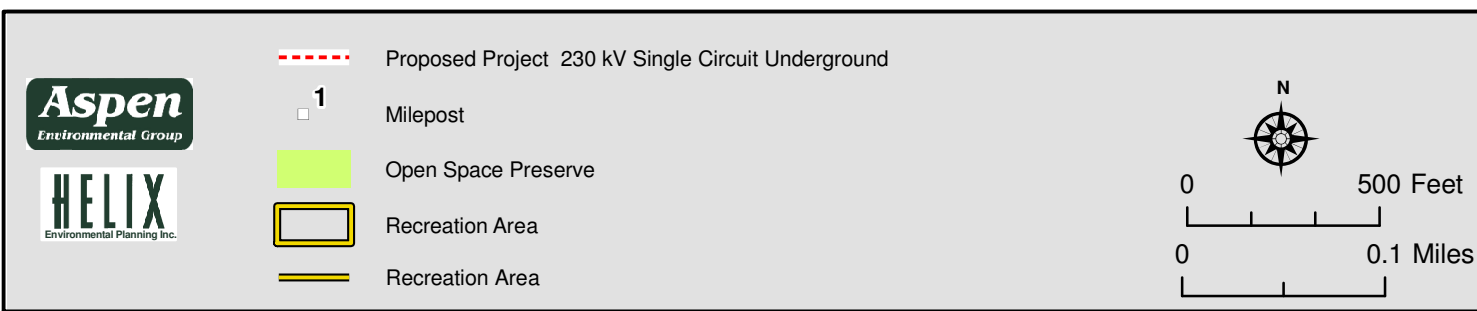 Aspen
Environmental Group
HELIX
Environmental Planning Inc.
Proposed Project 230 kV Single Circuit Underground
1
Milepost
Open Space Preserve
Recreation Area
Recreation Area
N
0 500 Feet
0 0.1 Miles